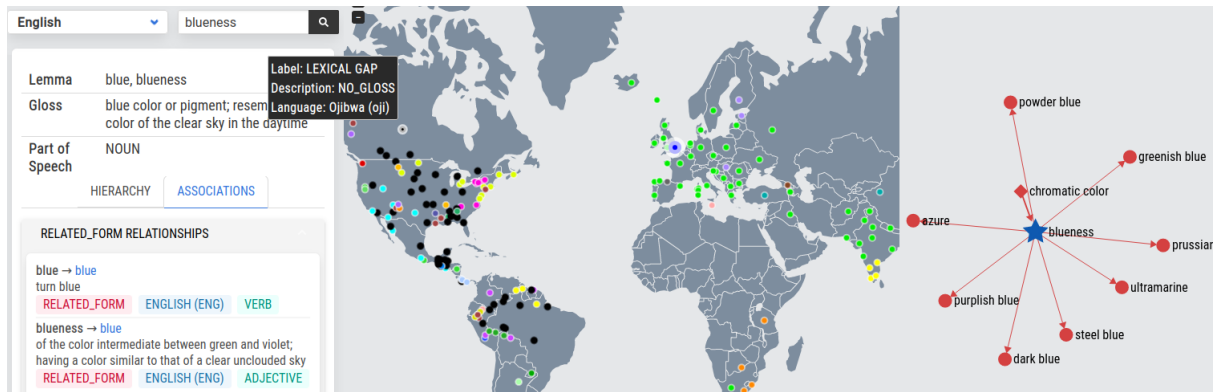 English
blueness
Lemma
blue, blueness
Gloss
blue color or pigment; resem
color of the clear sky in the daytime
Part of
Speech
NOUN
HIERARCHY
ASSOCIATIONS
RELATED_FORM RELATIONSHIPS
blue → blue
turn blue
RELATED_FORM ENGLISH (ENG) VERB
blueness → blue
of the color intermediate between green and violet;
having a color similar to that of a clear unclouded sky
RELATED_FORM ENGLISH (ENG) ADJECTIVE
Label: LEXICAL GAP
Description: NO_GLOSS
Language: Ojibwa (oji)
powder blue
greenish blue
chromatic color
azure
blueness
prussian
ultramarine
purplish blue
steel blue
dark blue